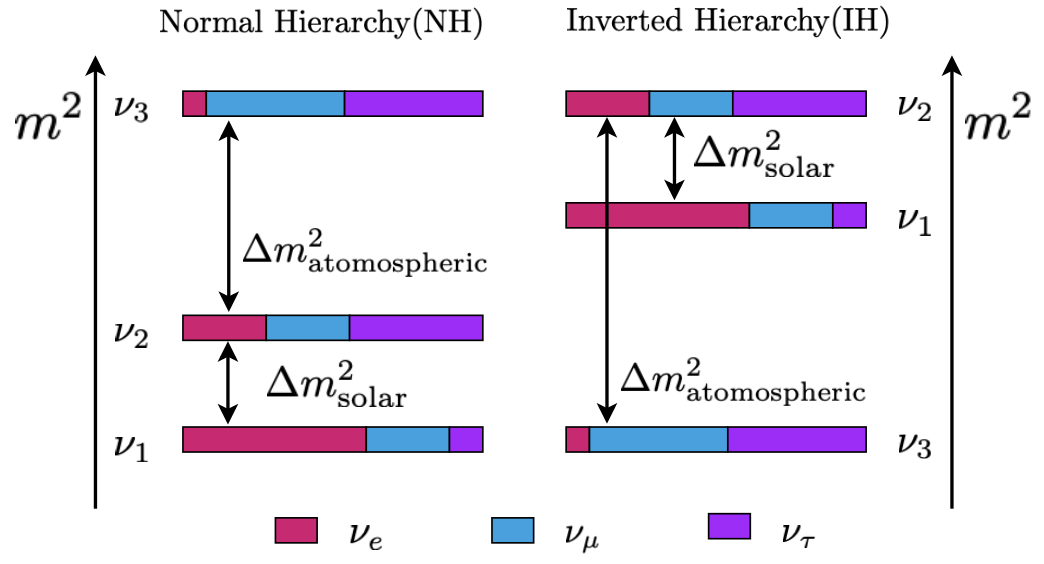 Normal Hierarchy(NH)
Inverted Hierarchy(IH)
m²
ν₃
ν₂
m²
Δm²solar
ν₁
Δm²atomospheric
ν₂
Δm²solar
Δm²atomospheric
ν₁
ν₃
νₑ
νμ
ντ